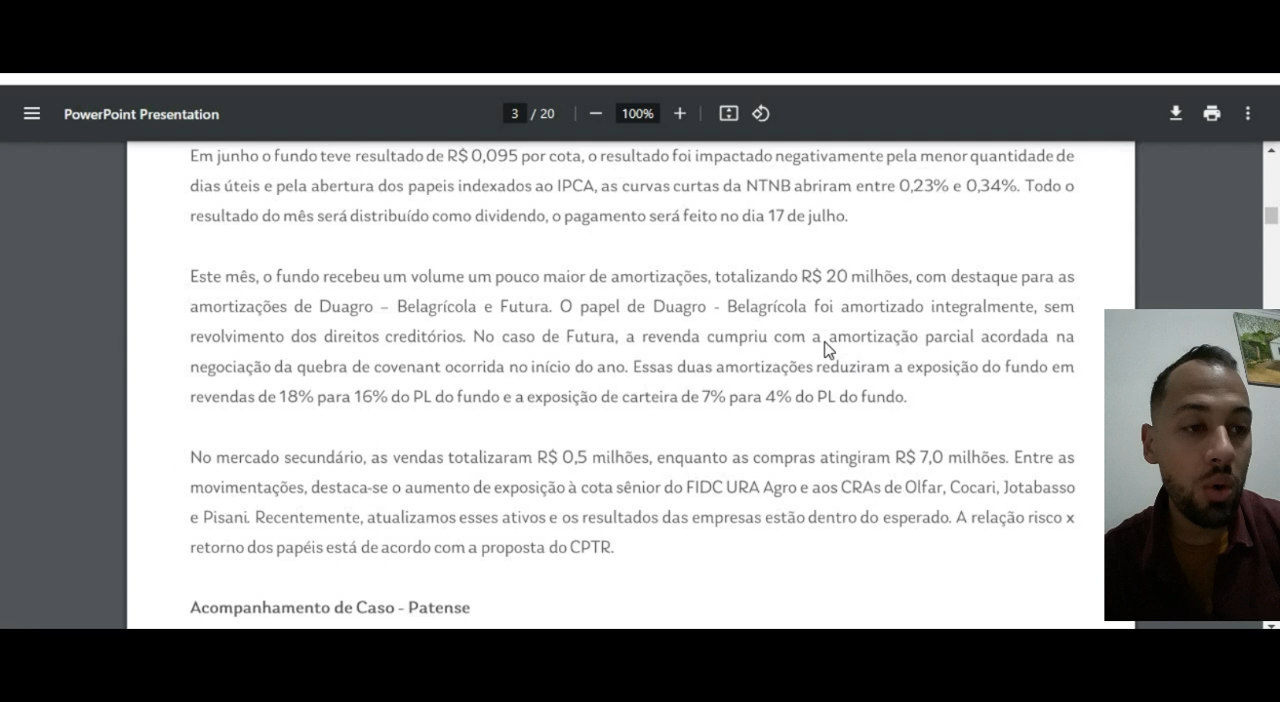 PowerPoint Presentation
3 / 20
100%
Em junho o fundo teve resultado de R$ 0,095 por cota, o resultado foi impactado negativamente pela menor quantidade de
dias úteis e pela abertura dos papeis indexados ao IPCA, as curvas curtas da NTNB abriram entre 0,23% e 0,34%. Todo o
resultado do mês será distribuído como dividendo, o pagamento será feito no dia 17 de julho.
Este mês, o fundo recebeu um volume um pouco maior de amortizações, totalizando R$ 20 milhões, com destaque para as
amortizações de Duagro – Belagrícola e Futura. O papel de Duagro - Belagrícola foi amortizado integralmente, sem
revolvimento dos direitos creditórios. No caso de Futura, a revenda cumpriu com a amortização parcial acordada na
negociação da quebra de covenant ocorrida no início do ano. Essas duas amortizações reduziram a exposição do fundo em
revendas de 18% para 16% do PL do fundo e a exposição de carteira de 7% para 4% do PL do fundo.
No mercado secundário, as vendas totalizaram R$ 0,5 milhões, enquanto as compras atingiram R$ 7,0 milhões. Entre as
movimentações, destaca-se o aumento de exposição à cota sênior do FIDC URA Agro e aos CRAs de Olfar, Cocari, Jotabasso
e Pisani. Recentemente, atualizamos esses ativos e os resultados das empresas estão dentro do esperado. A relação risco x
retorno dos papéis está de acordo com a proposta do CPTR.
Acompanhamento de Caso - Patense